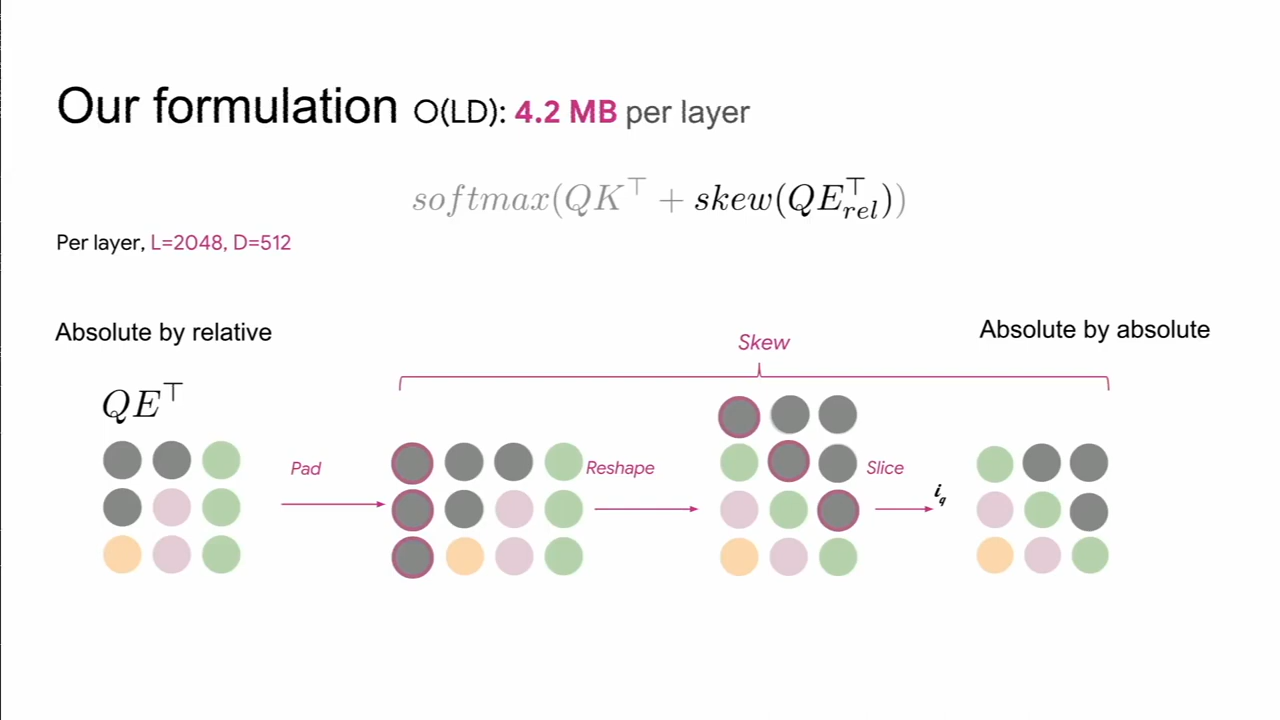 Our formulation O(LD): 4.2 MB per layer
softmax(QK⊤ + skew(QE⊤rel))
Per layer, L=2048, D=512
Absolute by relative
Skew
Absolute by absolute
QE⊤
Pad
Reshape
Slice
iq